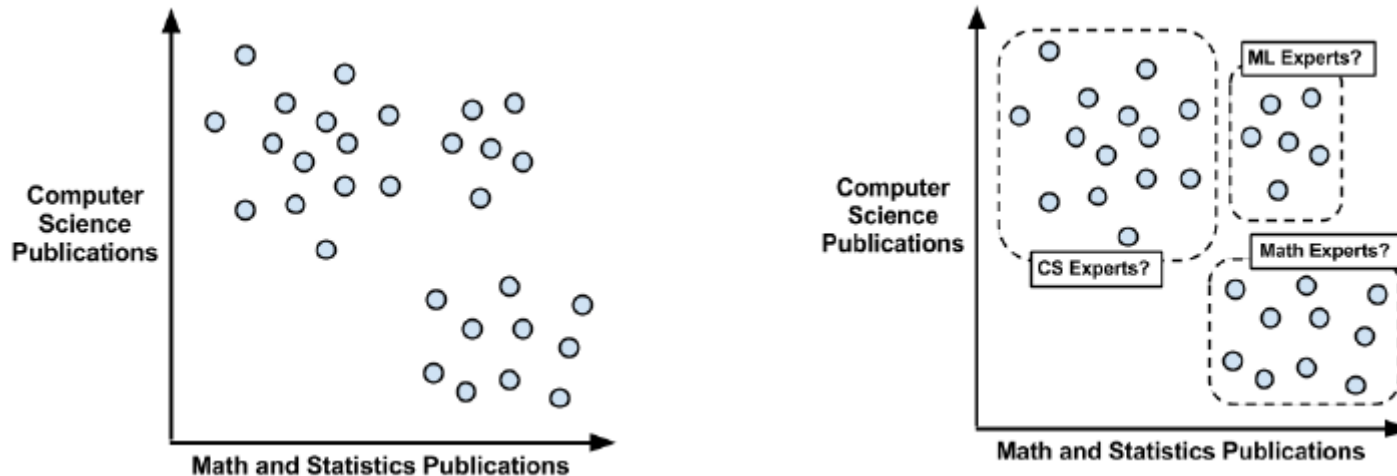 Computer
Science
Publications
Math and Statistics Publications
ML Experts?
Computer
Science
Publications
CS Experts?
Math Experts?
Math and Statistics Publications